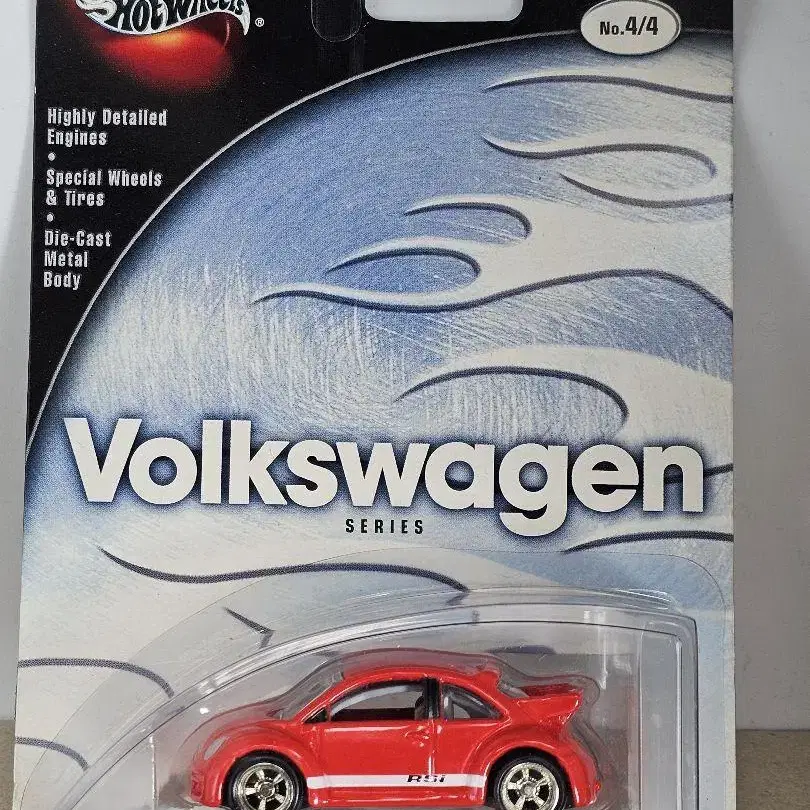 Hot Wheels ®
No.4/4
Highly Detailed
Engines
•
Special Wheels
& Tires
•
Die-Cast
Metal
Body
Volkswagen
SERIES
RSi